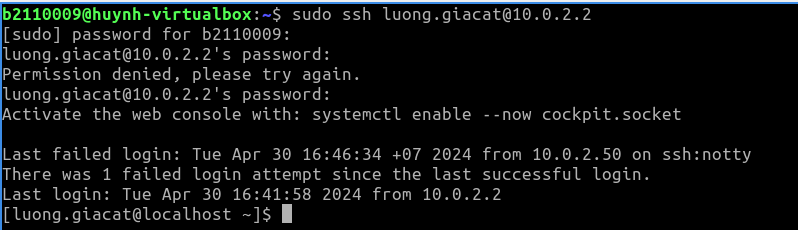 b2110009@huynh-virtualbox:~$ sudo ssh luong.giacat@10.0.2.2
[sudo] password for b2110009:
luong.giacat@10.0.2.2's password:
Permission denied, please try again.
luong.giacat@10.0.2.2's password:
Activate the web console with: systemctl enable --now cockpit.socket
Last failed login: Tue Apr 30 16:46:34 +07 2024 from 10.0.2.50 on ssh:notty
There was 1 failed login attempt since the last successful login.
Last login: Tue Apr 30 16:41:58 2024 from 10.0.2.2
[luong.giacat@localhost ~]$